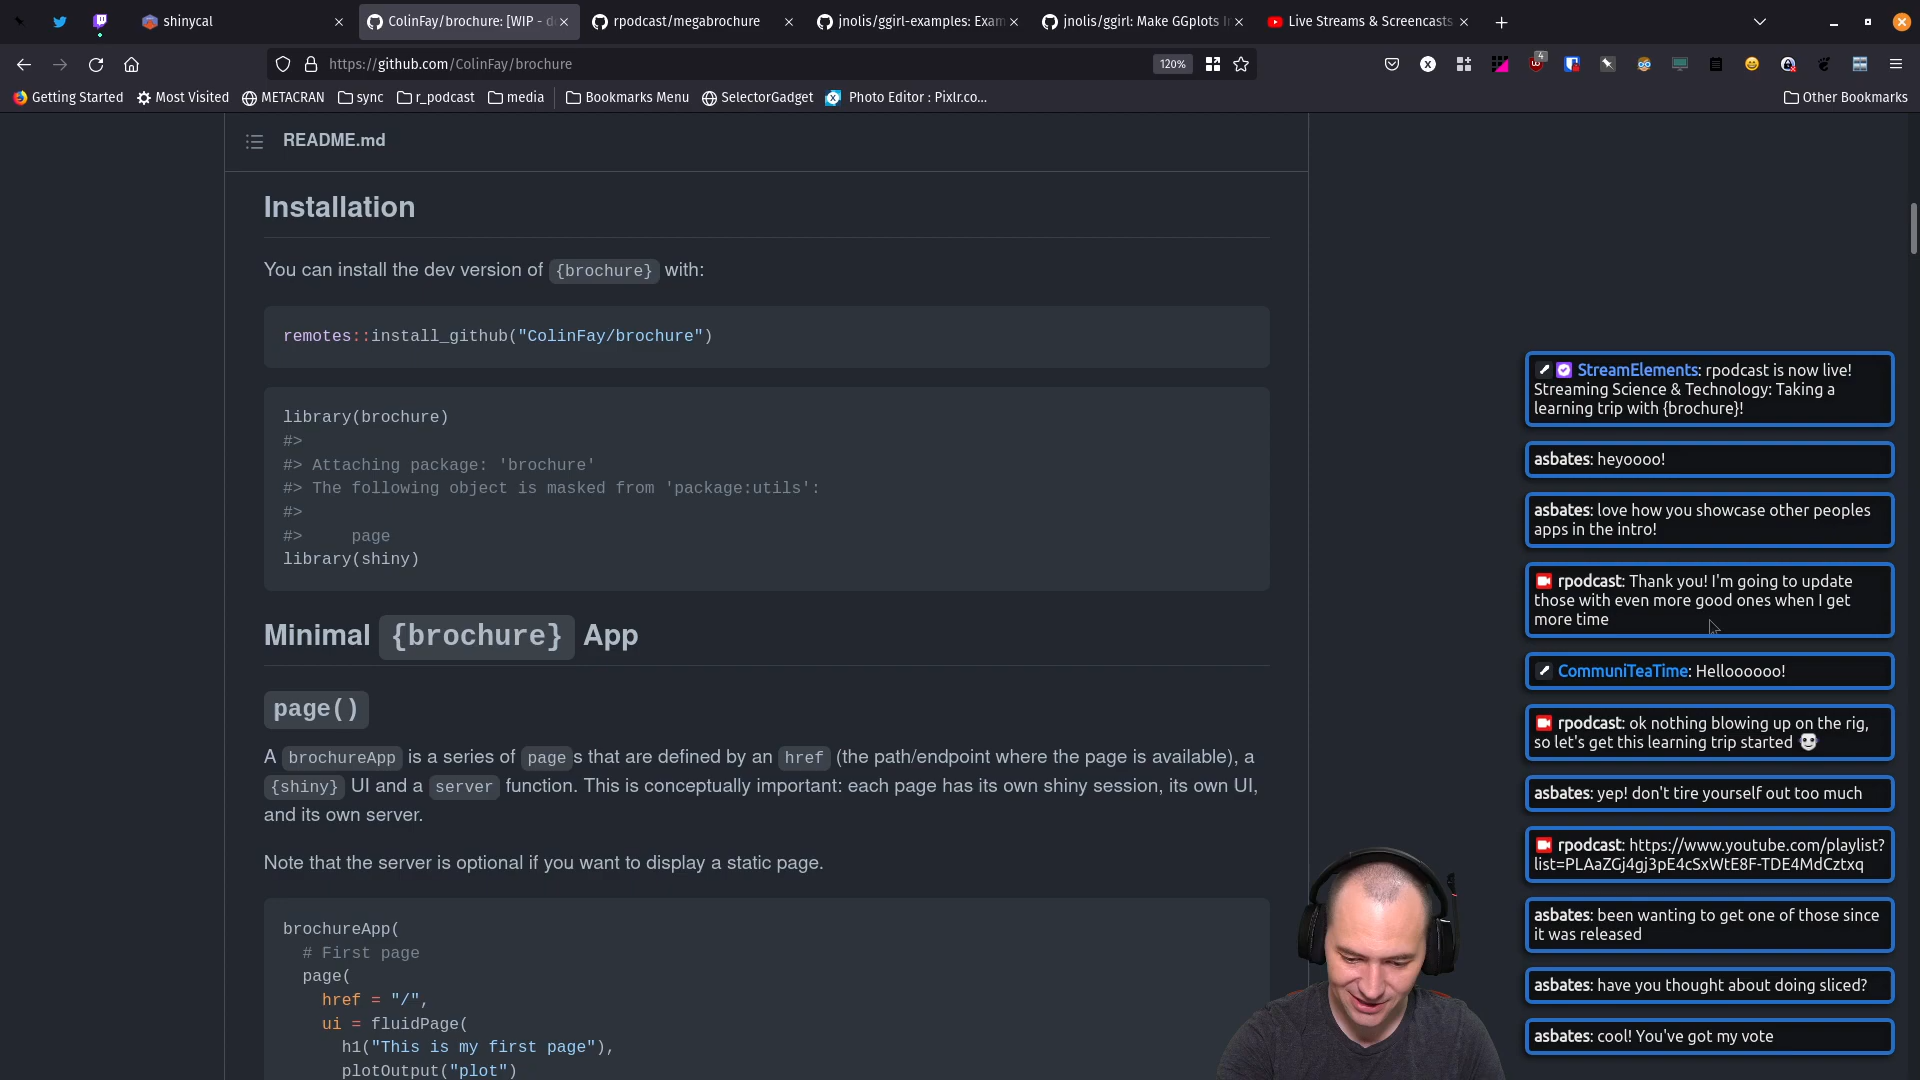 shinycal
ColinFay/brochure: [WIP - d
rpodcast/megabrochure
jnolis/ggirl-examples: Exam
jnolis/ggirl: Make GGplots I
Live Streams & Screencasts
https://github.com/ColinFay/brochure
120%
4
Getting Started
Most Visited
METACRAN
sync
r_podcast
media
Bookmarks Menu
SelectorGadget
Photo Editor : Pixlr.co...
Other Bookmarks
README.md
Installation
You can install the dev version of {brochure} with:
remotes::install_github("ColinFay/brochure")
library(brochure)
#>
#> Attaching package: 'brochure'
#> The following object is masked from 'package:utils':
#>
#>     page
library(shiny)
Minimal {brochure} App
page()
A brochureApp is a series of pages that are defined by an href (the path/endpoint where the page is available), a
{shiny} UI and a server function. This is conceptually important: each page has its own shiny session, its own UI,
and its own server.
Note that the server is optional if you want to display a static page.
brochureApp(
  # First page
  page(
    href = "/",
    ui = fluidPage(
      h1("This is my first page"),
      plotOutput("plot")
StreamElements: rpodcast is now live!
Streaming Science & Technology: Taking a
learning trip with {brochure}!
asbates: heyoooo!
asbates: love how you showcase other peoples
apps in the intro!
rpodcast: Thank you! I'm going to update
those with even more good ones when I get
more time
CommuniTeaTime: Helloooooo!
rpodcast: ok nothing blowing up on the rig,
so let's get this learning trip started
asbates: yep! don't tire yourself out too much
rpodcast: https://www.youtube.com/playlist?
list=PLAaZGj4gj3pE4cSxWtE8F-TDE4MdCztxq
asbates: been wanting to get one of those since
it was released
asbates: have you thought about doing sliced?
asbates: cool! You've got my vote